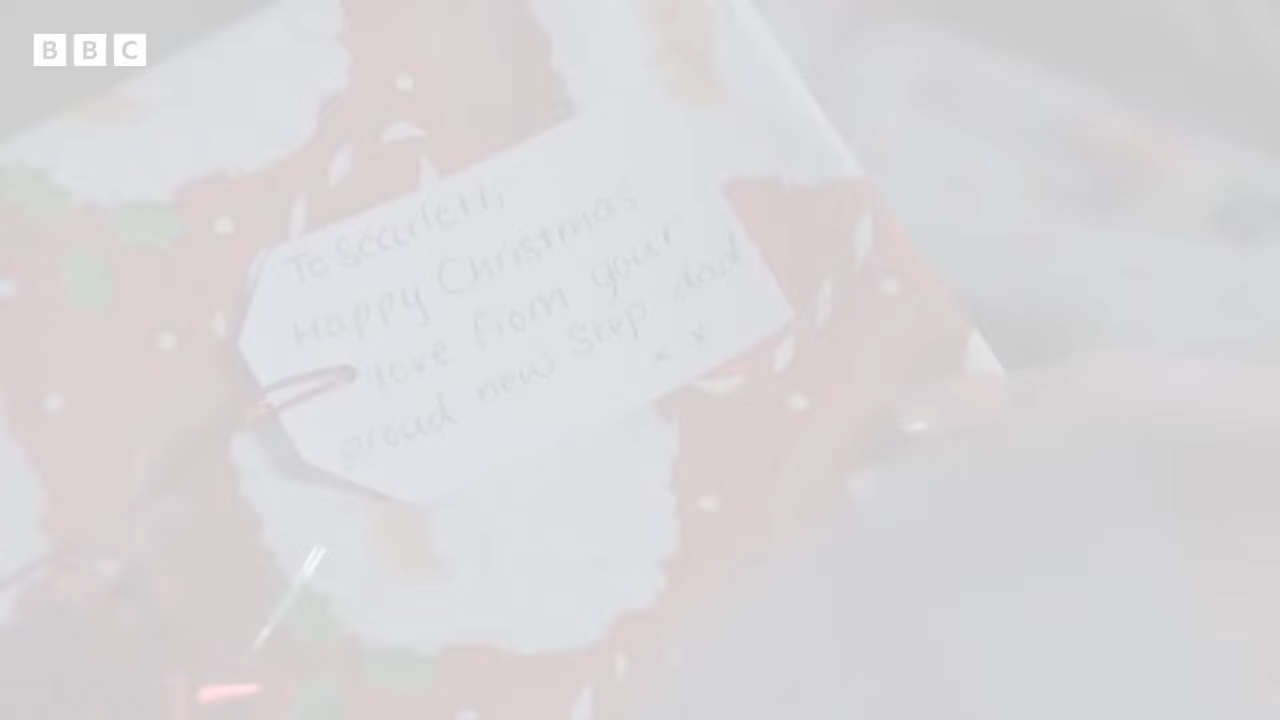 BBC
To Scarlett,
Happy Christmas
love from your
proud new Step dad
x x